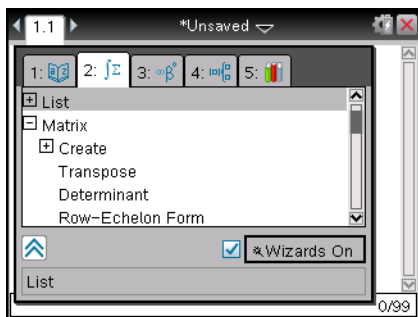 1.1 *Unsaved
1: 2: ∫Σ 3: ∞β° 4: 5:
List
Matrix
Create
Transpose
Determinant
Row-Echelon Form
Wizards On
List
0/99